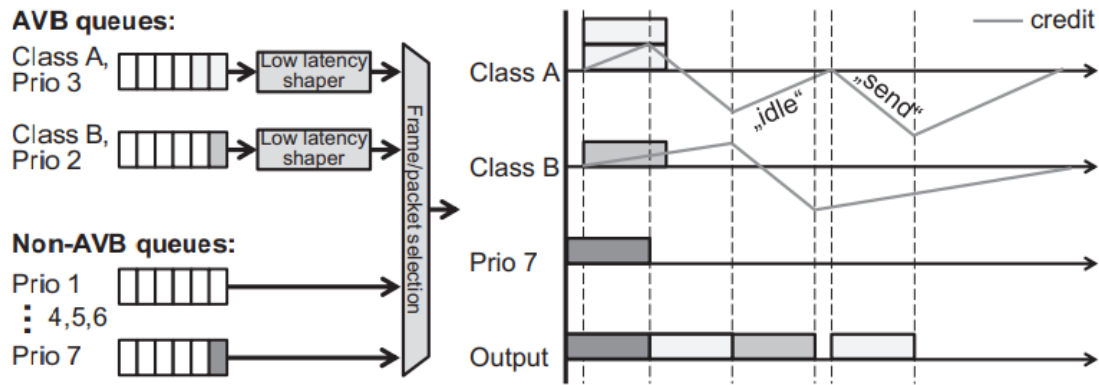 AVB queues:
Class A,
Prio 3
Low latency
shaper
Class B,
Prio 2
Low latency
shaper
Non-AVB queues:
Prio 1
⋮ 4,5,6
Prio 7
Frame/packet selection
credit
Class A
„idle“
„send“
Class B
Prio 7
Output